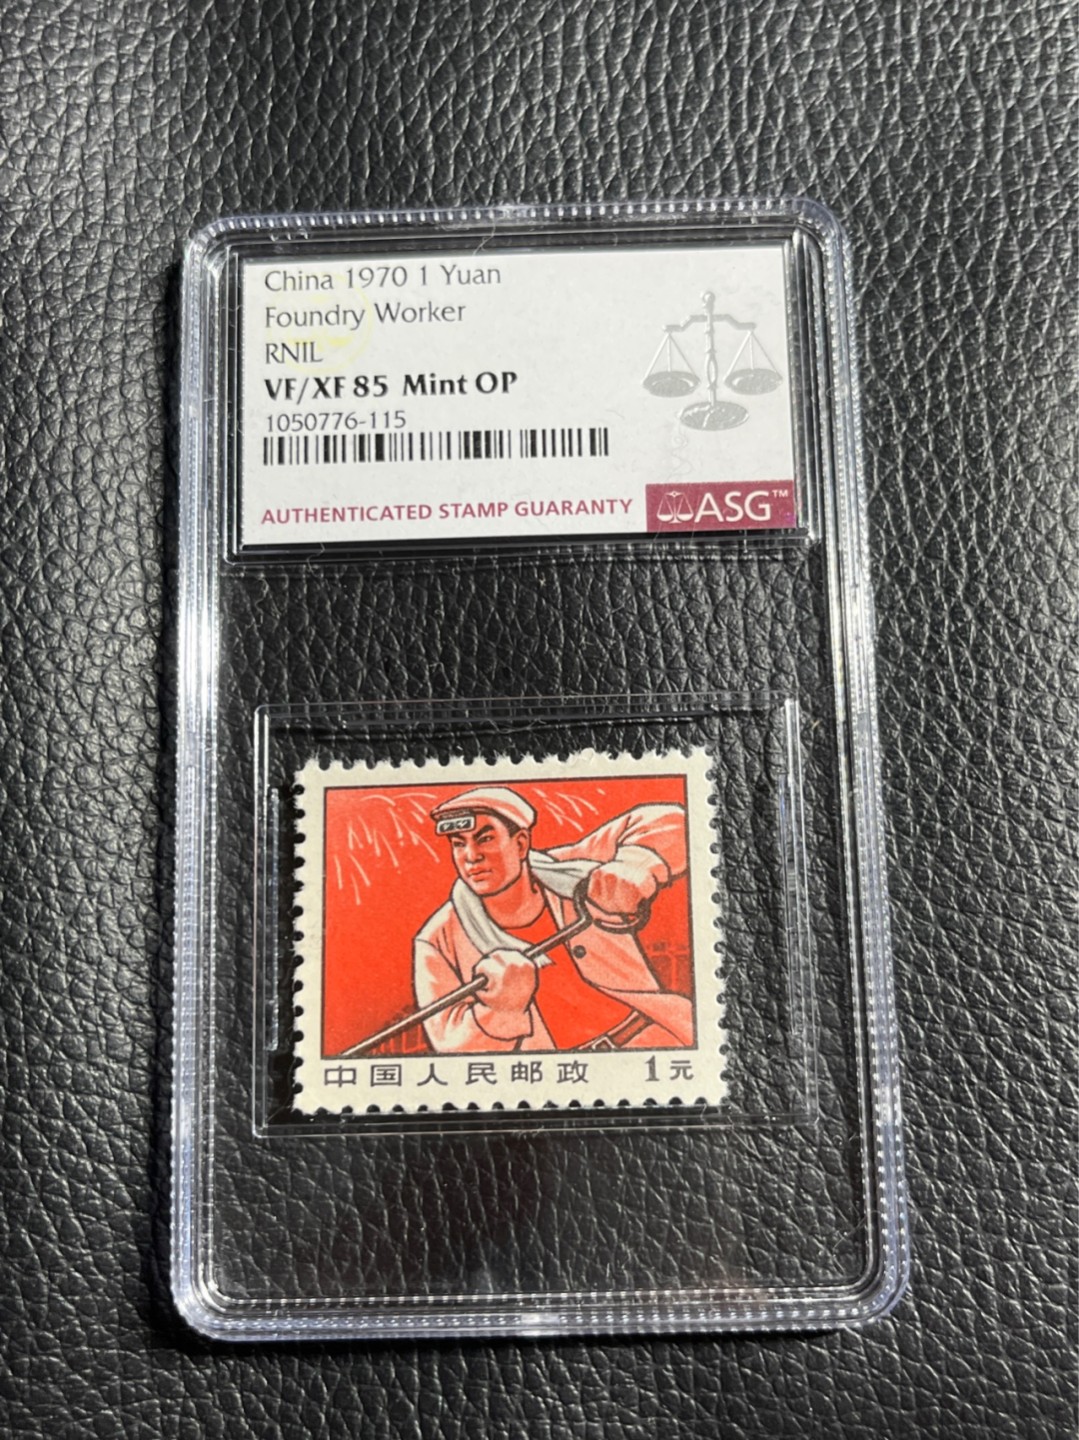 China 1970 1 Yuan
Foundry Worker
RNIL
VF/XF 85 Mint OP
1050776-115
AUTHENTICATED STAMP GUARANTY
ASG™
中国人民邮政 1元